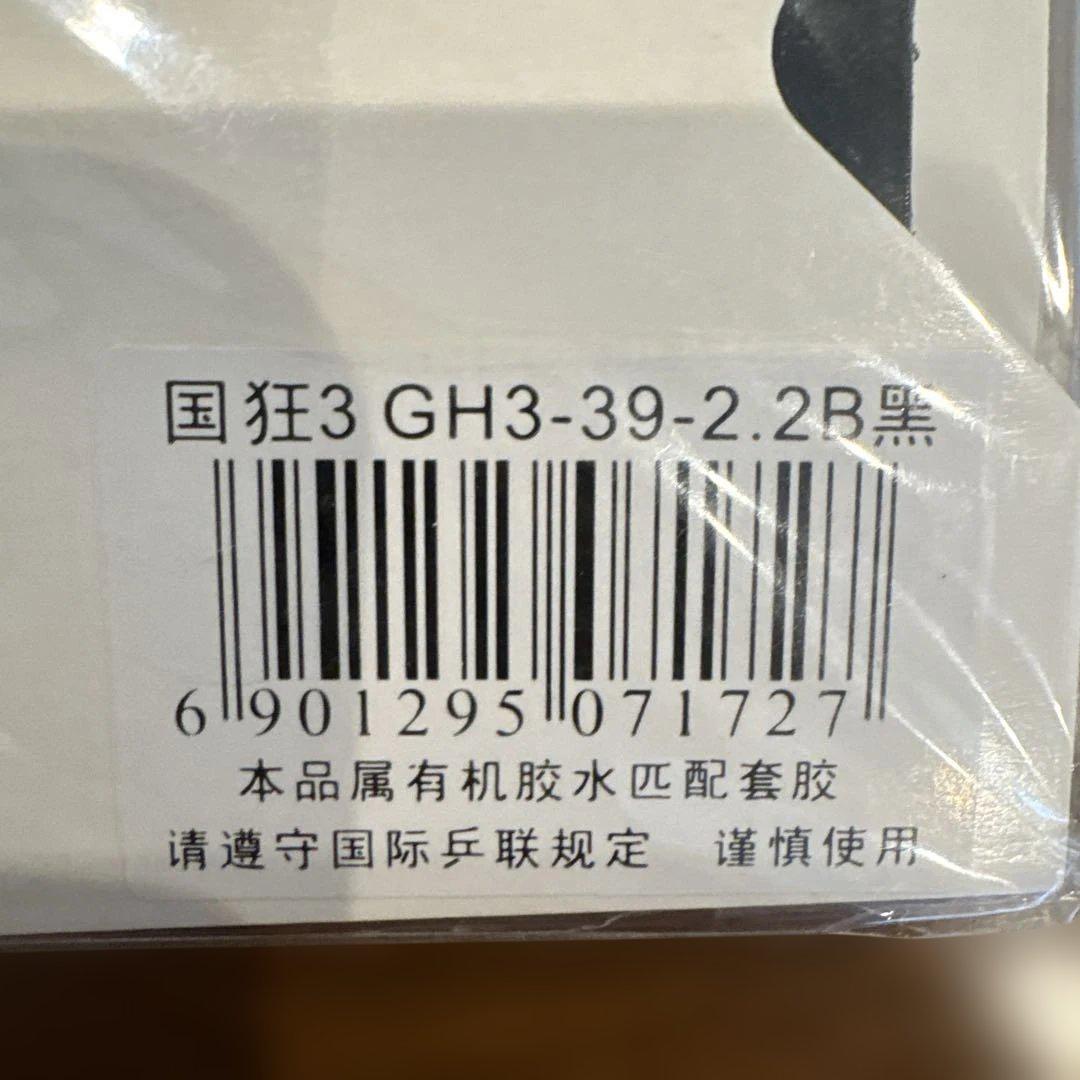 国狂3 GH3-39-2.2B黑
6 901295 071727
本品属有机胶水匹配套胶
请遵守国际乒联规定 谨慎使用